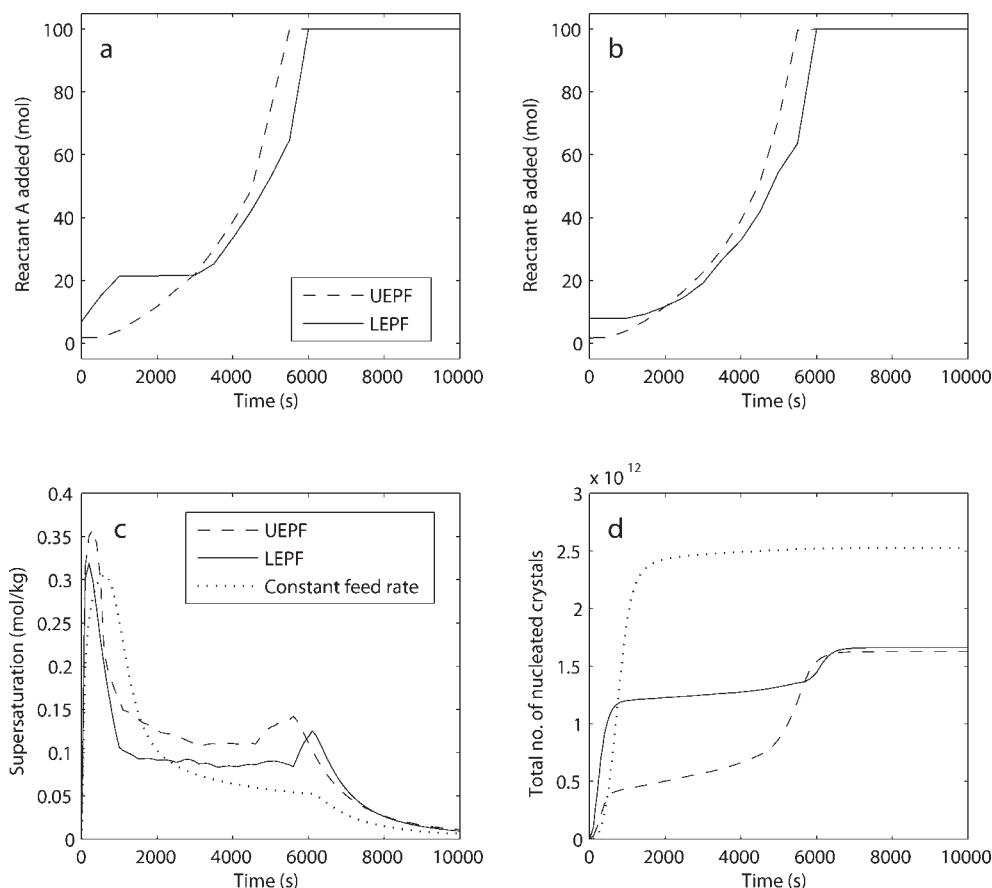 a
Reactant A added (mol)
100
80
60
40
20
0
UEPF
LEPF
0 2000 4000 6000 8000 10000
Time (s)
b
Reactant B added (mol)
100
80
60
40
20
0
0 2000 4000 6000 8000 10000
Time (s)
c
Supersaturation (mol/kg)
0.4
0.35
0.3
0.25
0.2
0.15
0.1
0.05
0
UEPF
LEPF
Constant feed rate
0 2000 4000 6000 8000 10000
Time (s)
x 10^12
d
Total no. of nucleated crystals
3
2.5
2
1.5
1
0.5
0
0 2000 4000 6000 8000 10000
Time (s)